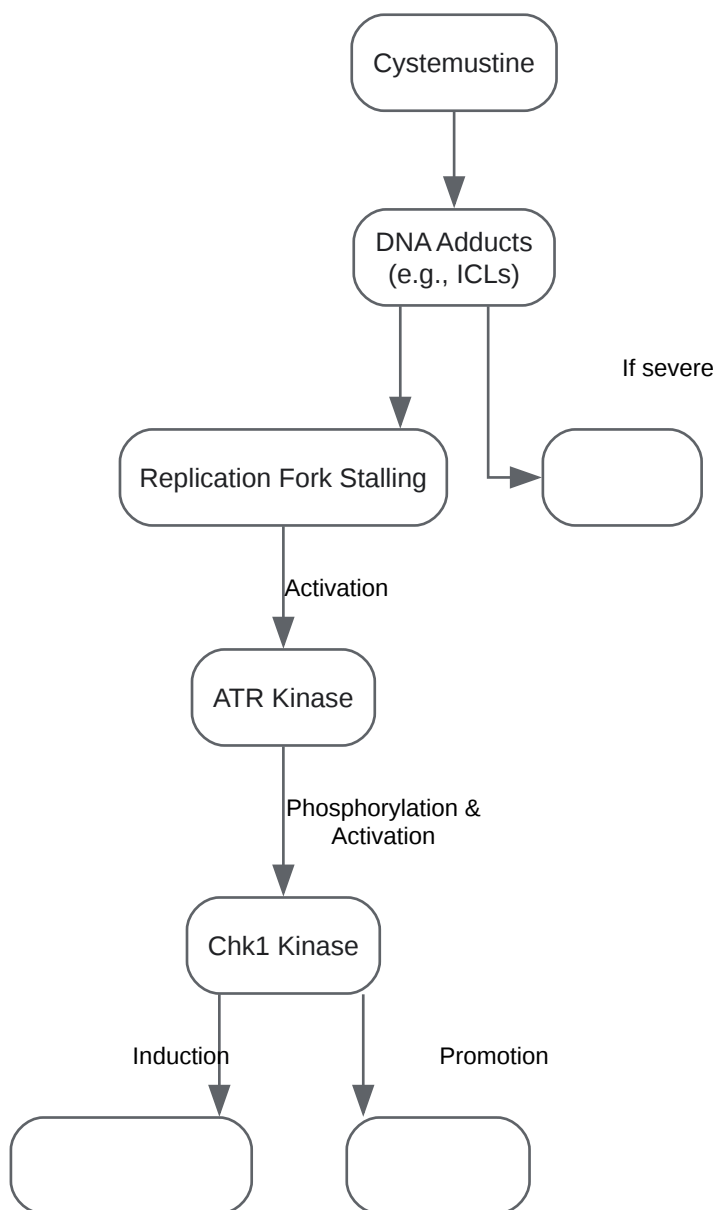 Cystemustine
DNA Adducts
(e.g., ICLs)
If severe
Replication Fork Stalling
Activation
ATR Kinase
Phosphorylation &
Activation
Chk1 Kinase
Induction
Promotion